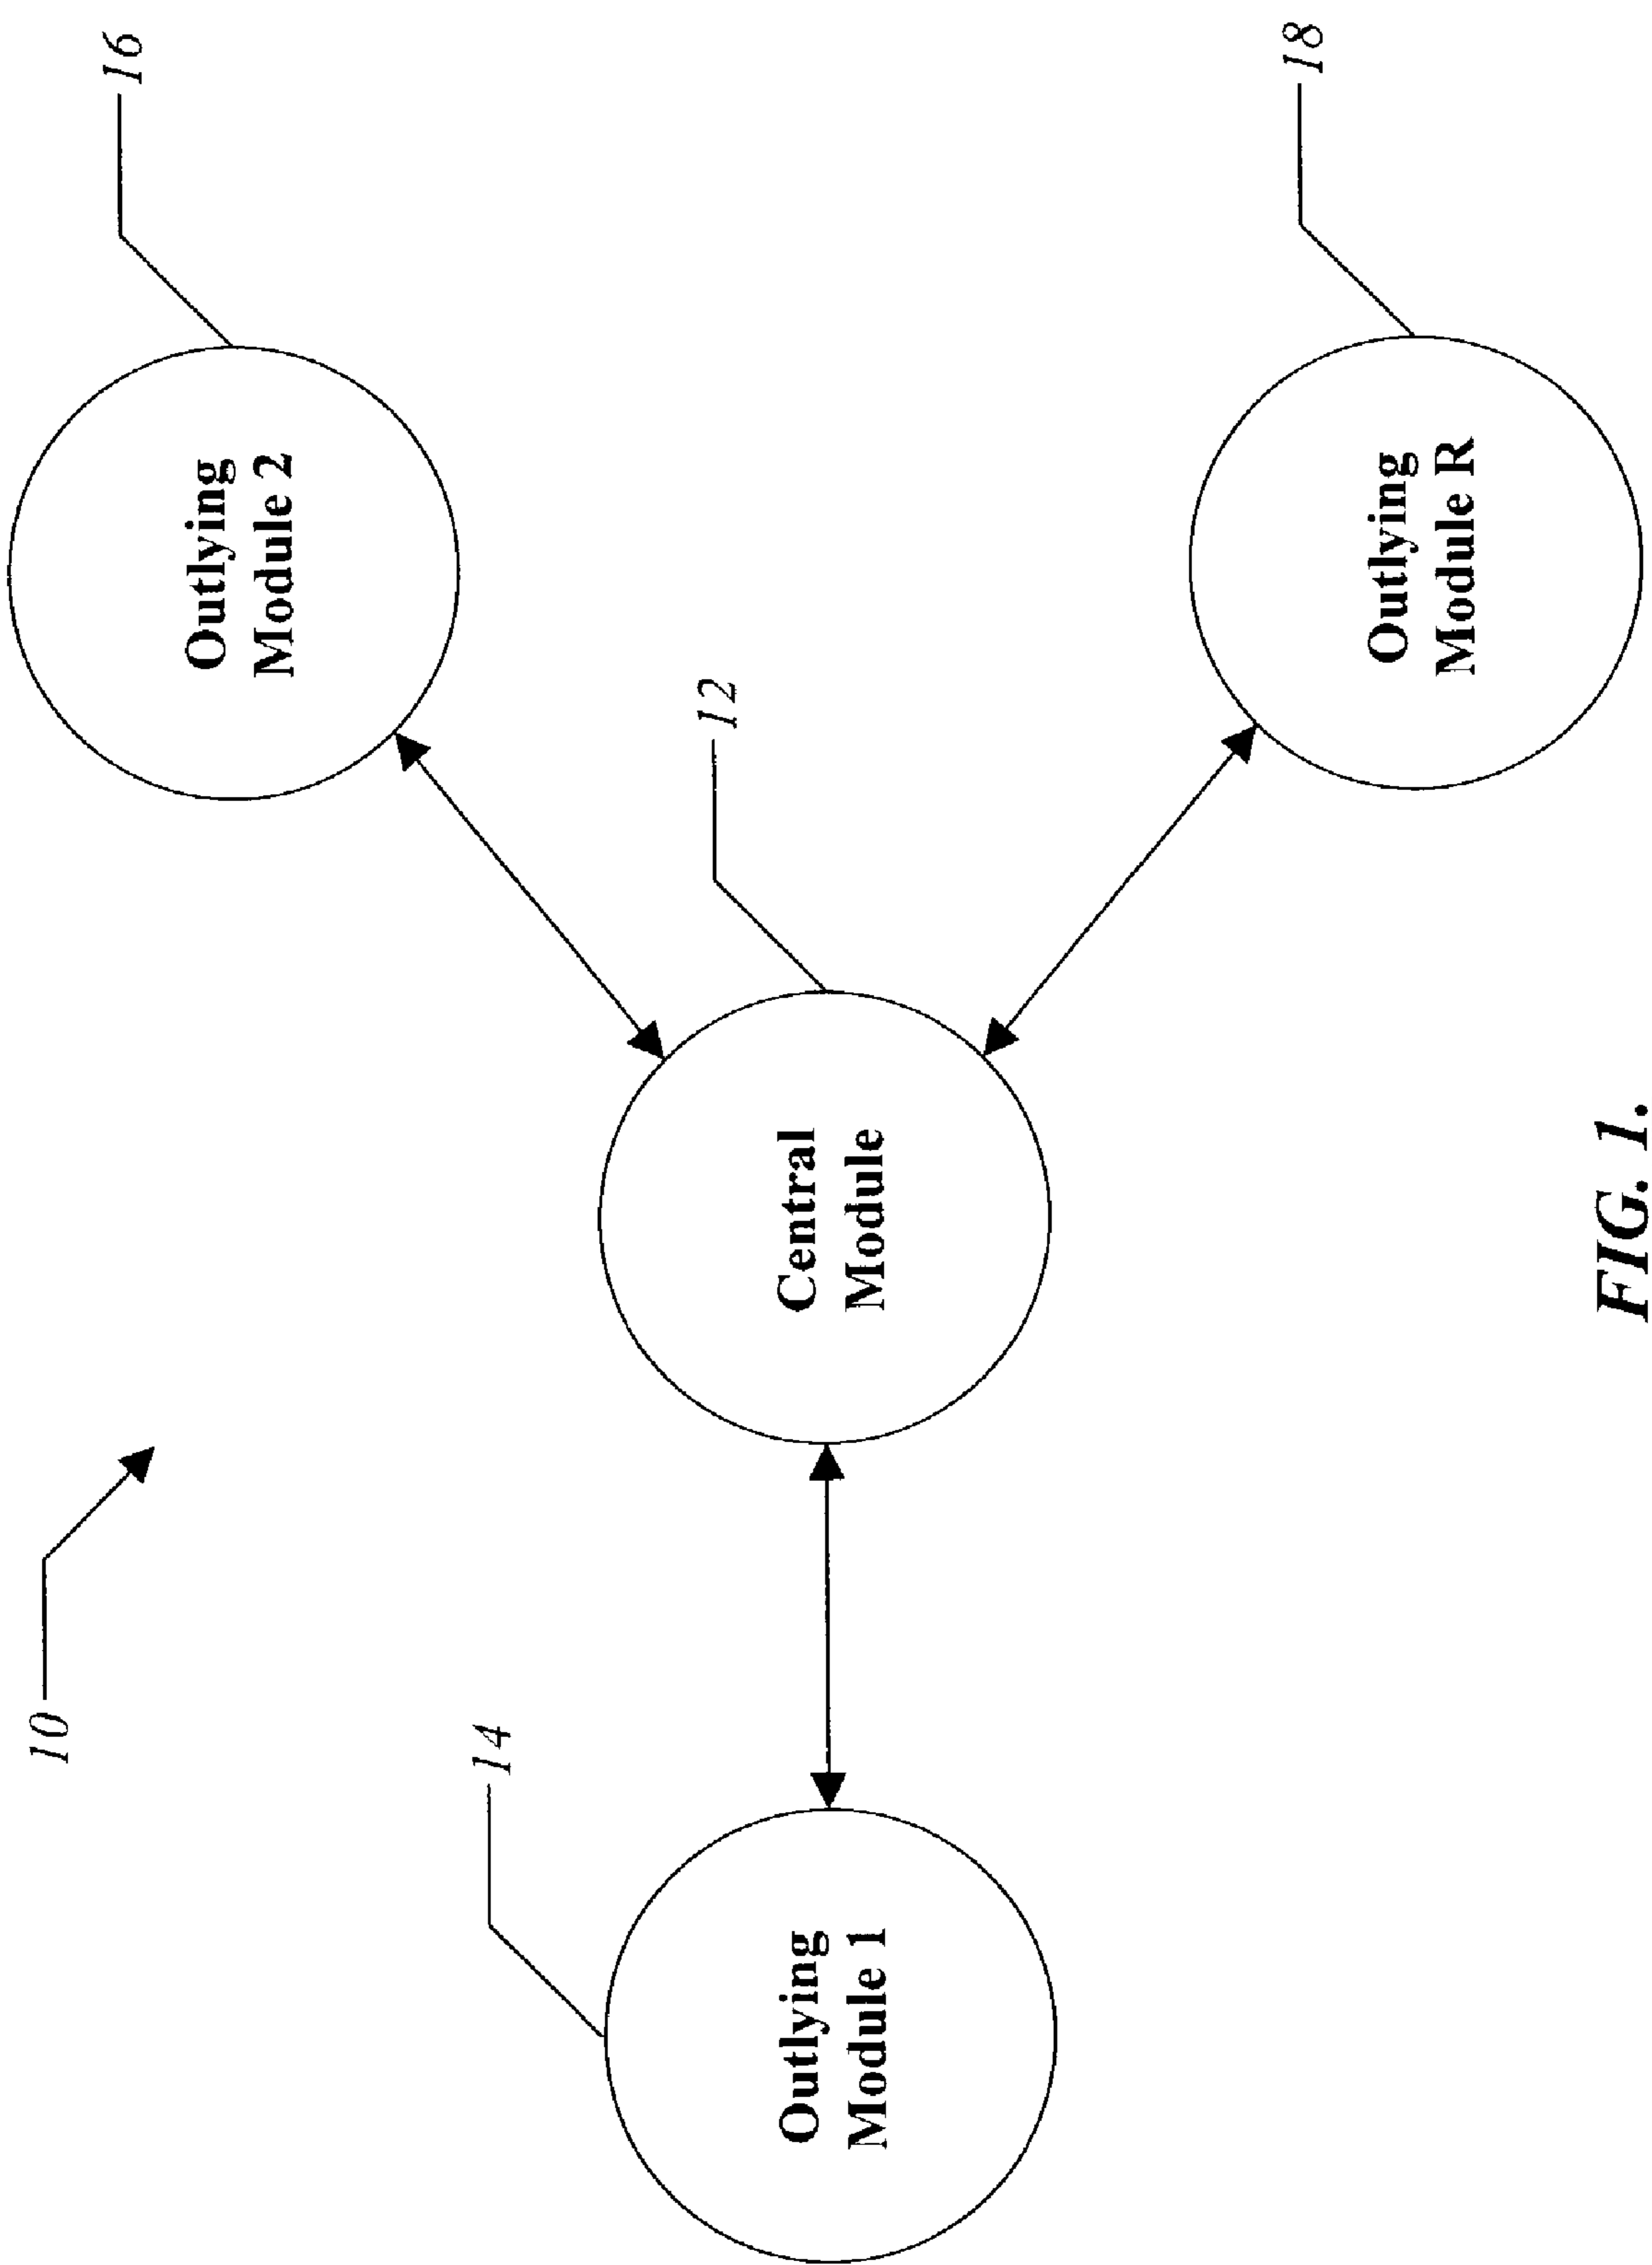 10
16
Outlying
Module 2
14
12
Outlying
Module 1
Central
Module
18
Outlying
Module R
FIG. 1.